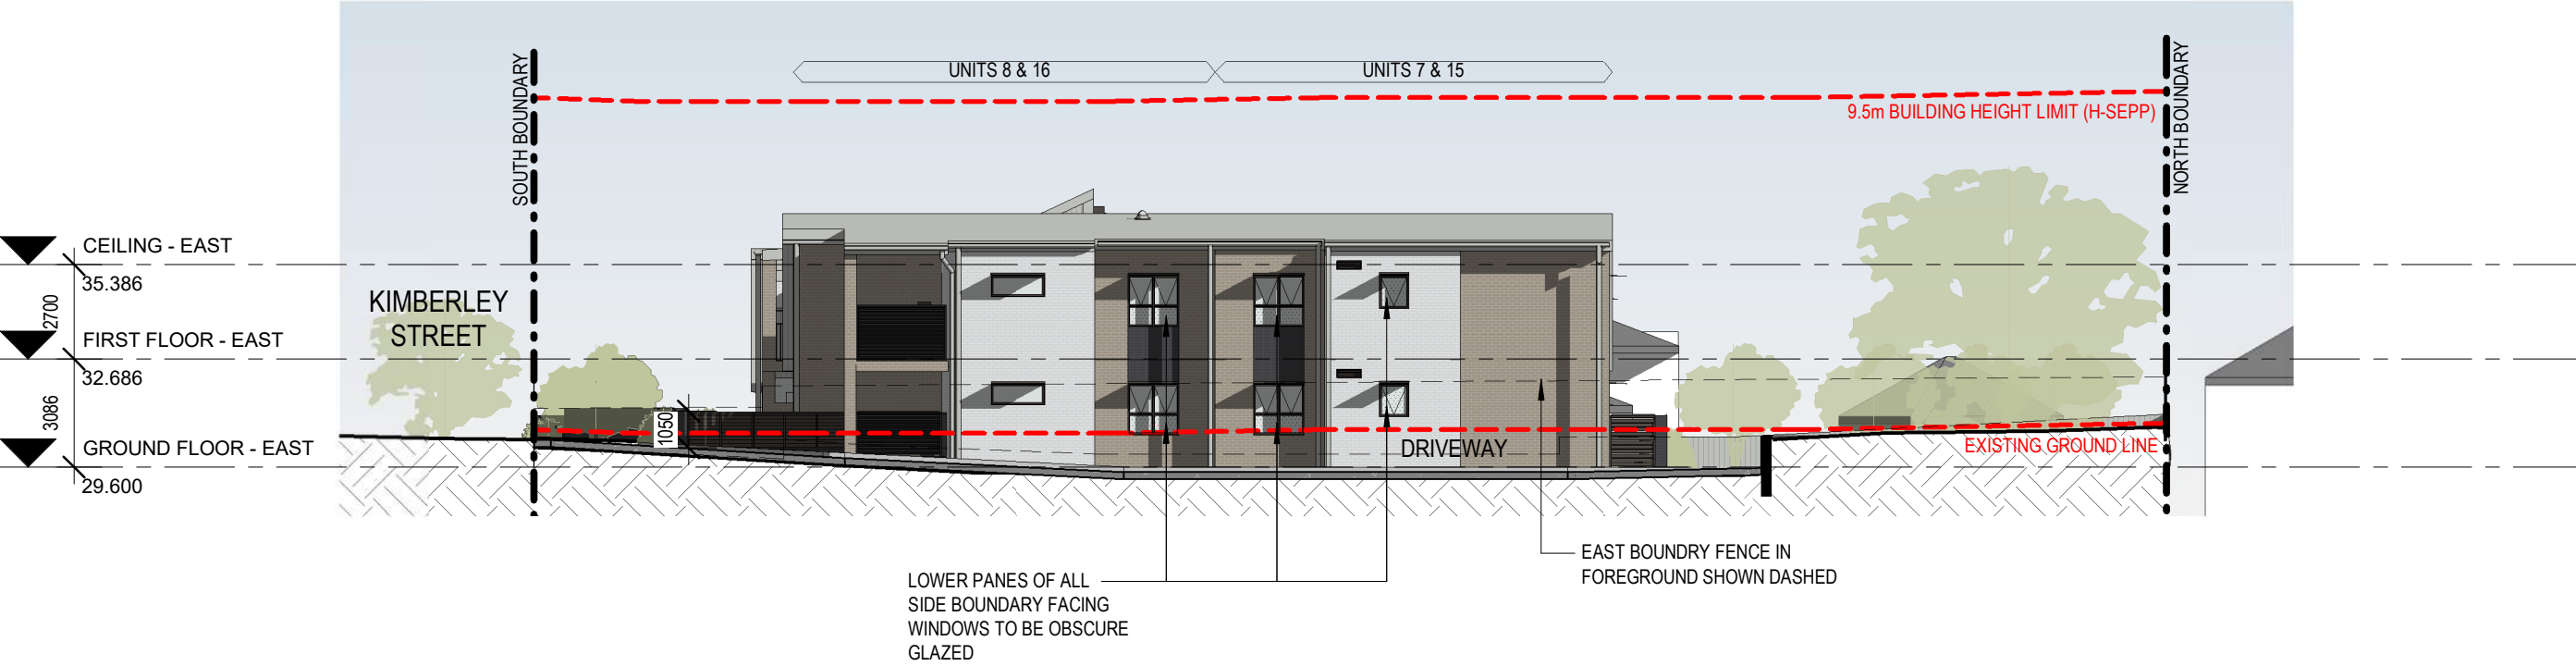 UNITS 8 & 16
UNITS 7 & 15
SOUTH BOUNDARY
NORTH BOUNDARY
9.5m BUILDING HEIGHT LIMIT (H-SEPP)
CEILING - EAST
35.386
2700
KIMBERLEY
STREET
FIRST FLOOR - EAST
32.686
3086
1050
GROUND FLOOR - EAST
29.600
DRIVEWAY
EXISTING GROUND LINE
EAST BOUNDRY FENCE IN
FOREGROUND SHOWN DASHED
LOWER PANES OF ALL
SIDE BOUNDARY FACING
WINDOWS TO BE OBSCURE
GLAZED